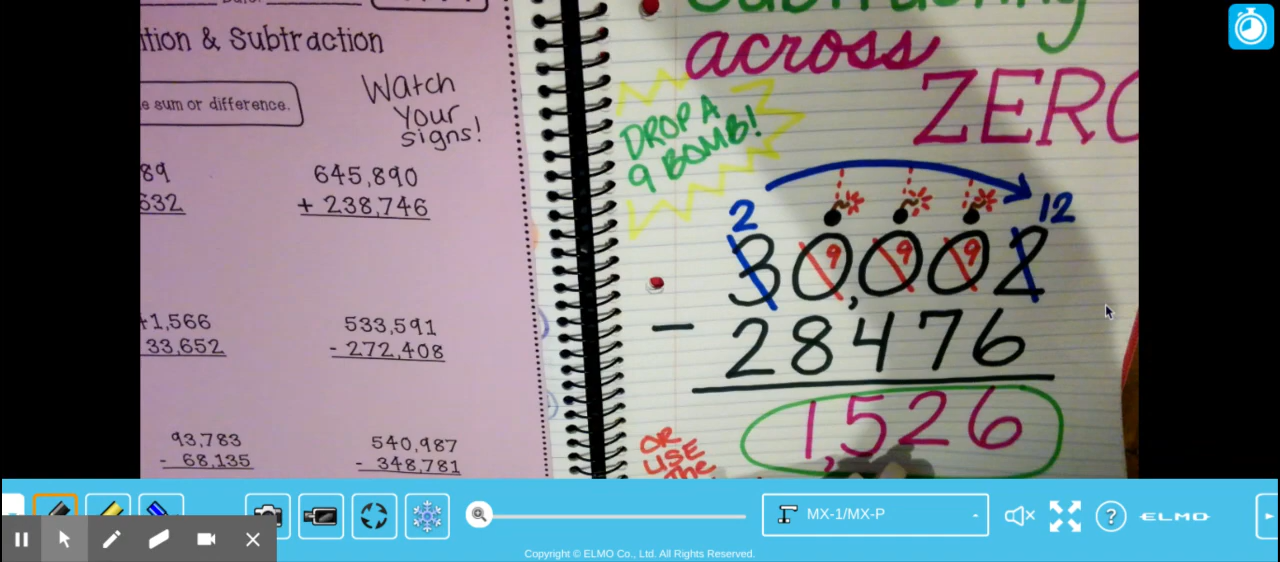 & Subtraction
sum or difference.
Watch
Your
signs!
89
632
645,890
+ 238,746
1,566
33,652
533,591
- 272,408
93,783
- 68,135
540,987
- 348,781
Subtracting
across
ZERO
DROP A
9 BOMB!
2 12
30,002
9 9 9
- 28476
1,526
OR
USE
The
MX-1/MX-P
?
ELMO
Copyright © ELMO Co., Ltd. All Rights Reserved.